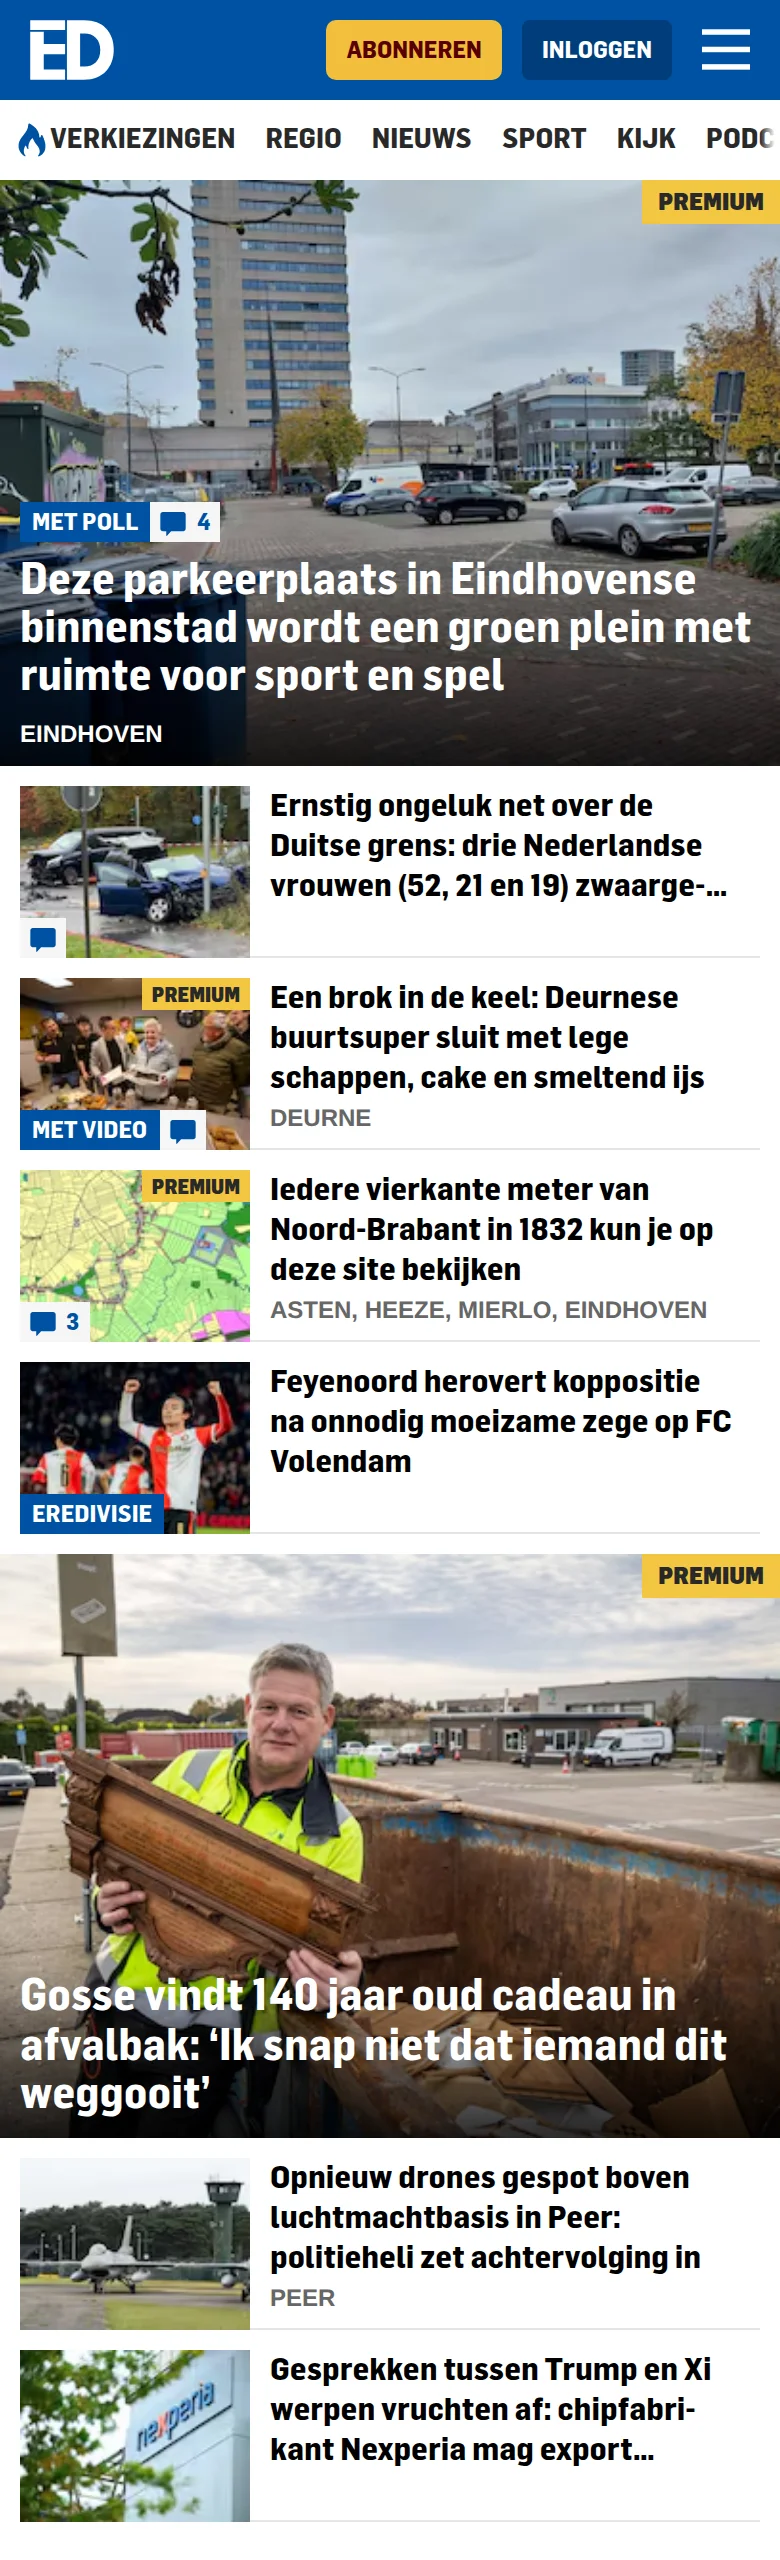 ED
ABONNEREN
INLOGGEN
VERKIEZINGEN REGIO NIEUWS SPORT KIJK PODC
PREMIUM
MET POLL 4
Deze parkeerplaats in Eindhovense
binnenstad wordt een groen plein met
ruimte voor sport en spel
EINDHOVEN
Ernstig ongeluk net over de
Duitse grens: drie Nederlandse
vrouwen (52, 21 en 19) zwaarge-...
PREMIUM
MET VIDEO
Een brok in de keel: Deurnese
buurtsuper sluit met lege
schappen, cake en smeltend ijs
DEURNE
PREMIUM
3
Iedere vierkante meter van
Noord-Brabant in 1832 kun je op
deze site bekijken
ASTEN, HEEZE, MIERLO, EINDHOVEN
EREDIVISIE
Feyenoord herovert koppositie
na onnodig moeizame zege op FC
Volendam
PREMIUM
Gosse vindt 140 jaar oud cadeau in
afvalbak: ‘Ik snap niet dat iemand dit
weggooit’
Opnieuw drones gespot boven
luchtmachtbasis in Peer:
politieheli zet achtervolging in
PEER
nexperia
Gesprekken tussen Trump en Xi
werpen vruchten af: chipfabri-
kant Nexperia mag export...